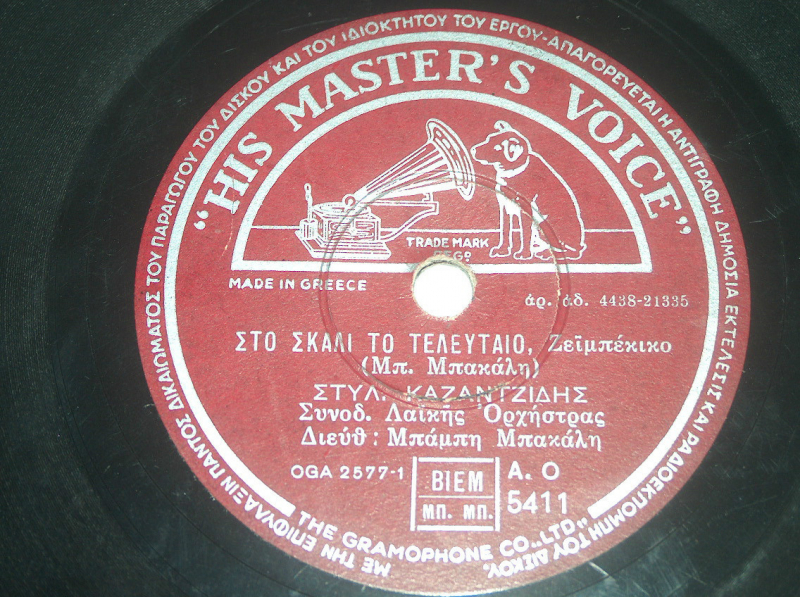 ΜΕ ΤΗΝ ΕΠΙΦΥΛΑΞΙΝ ΠΑΝΤΟΣ ΔΙΚΑΙΩΜΑΤΟΣ ΤΟΥ ΠΑΡΑΓΩΓΟΥ ΤΟΥ ΔΙΣΚΟΥ ΚΑΙ ΤΟΥ ΙΔΙΟΚΤΗΤΟΥ ΤΟΥ ΕΡΓΟΥ-ΑΠΑΓΟΡΕΥΕΤΑΙ Η ΑΝΤΙΓΡΑΦΗ ΔΗΜΟΣΙΑ ΕΚΤΕΛΕΣΙΣ ΚΑΙ ΡΑΔΙΟΕΚΠΟΜΠΗ ΤΟΥ ΔΙΣΚΟΥ.
"HIS MASTER'S VOICE"
TRADE MARK
MADE IN GREECE
ἀρ. ἀδ. 4438-21335
ΣΤΟ ΣΚΑΛΙ ΤΟ ΤΕΛΕΥΤΑΙΟ, Ζεϊμπέκικο
(Μπ. Μπακάλη)
ΚΑΖΑΝΤΖΙΔΗΣ
Συνοδ. Λαϊκῆς Ὀρχήστρας
Διεύθ: Μπάμπη Μπακάλη
OGA 2577-1
BIEM
ΜΠ. ΜΠ.
A. O
5411
THE GRAMOPHONE CO. LTD.